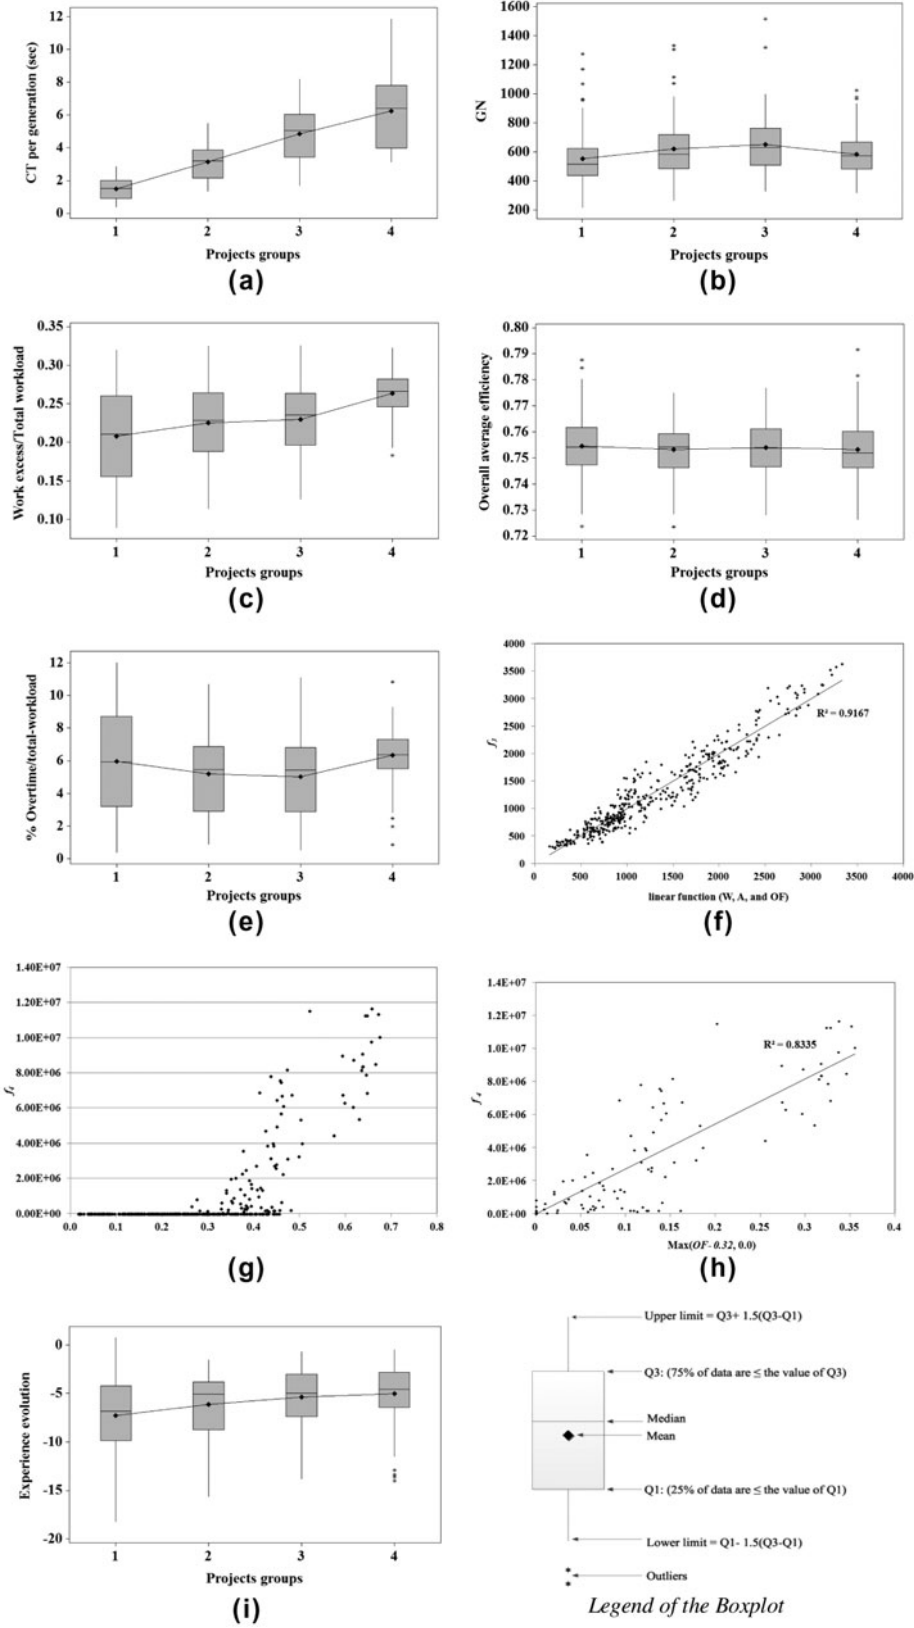 CT per generation (sec)
12
10
8
6
4
2
0
1 2 3 4
Projects groups
(a)
GN
1600
1400
1200
1000
800
600
400
200
1 2 3 4
Projects groups
(b)
Work excess/Total workload
0.35
0.30
0.25
0.20
0.15
0.10
1 2 3 4
Projects groups
(c)
Overall average efficiency
0.80
0.79
0.78
0.77
0.76
0.75
0.74
0.73
0.72
1 2 3 4
Projects groups
(d)
% Overtime/total-workload
12
10
8
6
4
2
0
1 2 3 4
Projects groups
(e)
4000
3500
3000
2500
2000
1500
1000
500
0
R² = 0.9167
0 500 1000 1500 2000 2500 3000 3500 4000
linear function (W, A, and OF)
(f)
f₄
1.40E+07
1.20E+07
1.00E+07
8.00E+06
6.00E+06
4.00E+06
2.00E+06
0.00E+00
0.0 0.1 0.2 0.3 0.4 0.5 0.6 0.7 0.8
(g)
f₄
1.4E+07
1.2E+07
1.0E+07
8.0E+06
6.0E+06
4.0E+06
2.0E+06
0.0E+00
R² = 0.8335
0 0.05 0.1 0.15 0.2 0.25 0.3 0.35 0.4
Max(OF- 0.32, 0.0)
(h)
Experience evolution
0
-5
-10
-15
-20
1 2 3 4
Projects groups
(i)
Upper limit = Q3+ 1.5(Q3-Q1)
Q3: (75% of data are ≤ the value of Q3)
Median
Mean
Q1: (25% of data are ≤ the value of Q1)
Lower limit = Q1- 1.5(Q3-Q1)
Outliers
Legend of the Boxplot